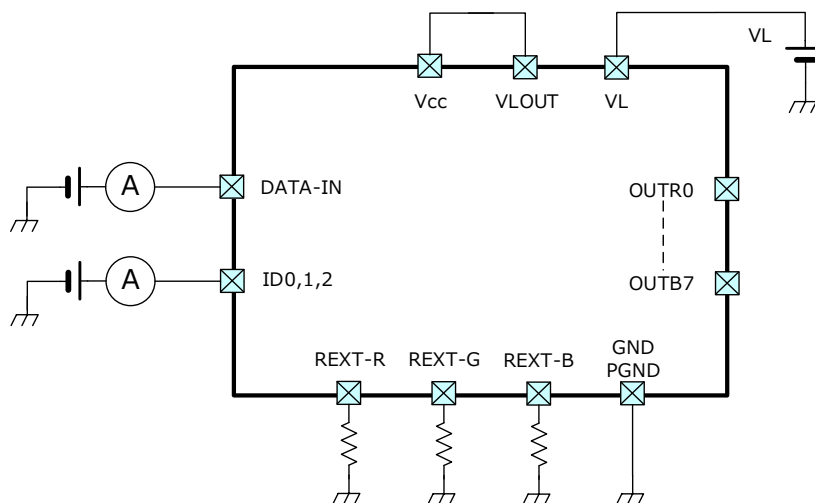 VL
Vcc
VLOUT
VL
A
DATA-IN
OUTR0
A
ID0,1,2
OUTB7
REXT-R
REXT-G
REXT-B
GND
PGND